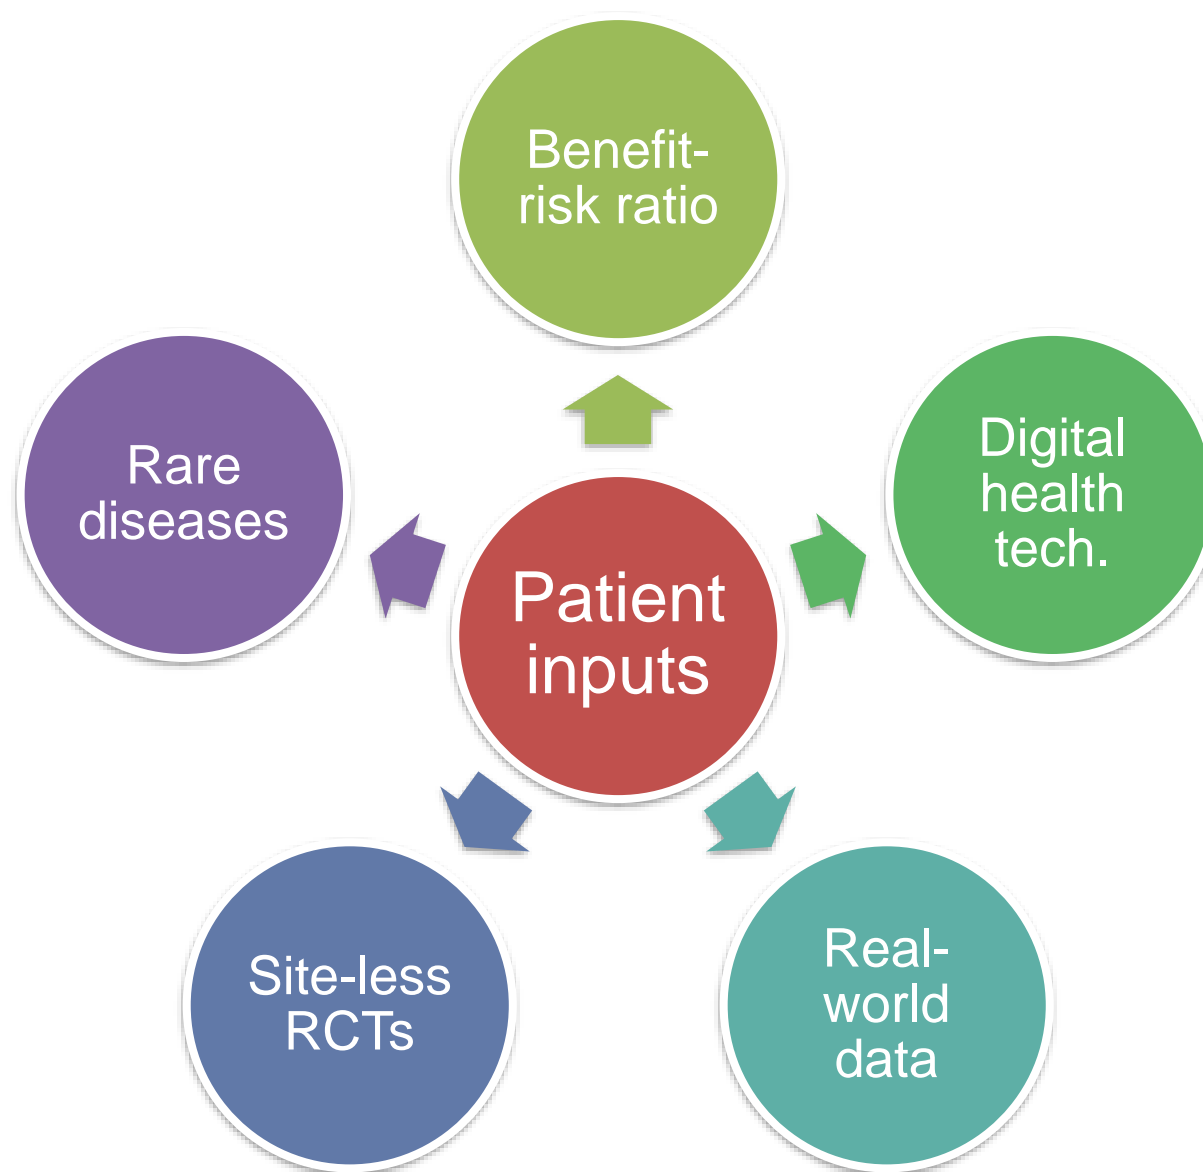 Benefit-
risk ratio
Digital
health
tech.
Rare
diseases
Patient
inputs
Real-
world
data
Site-less
RCTs